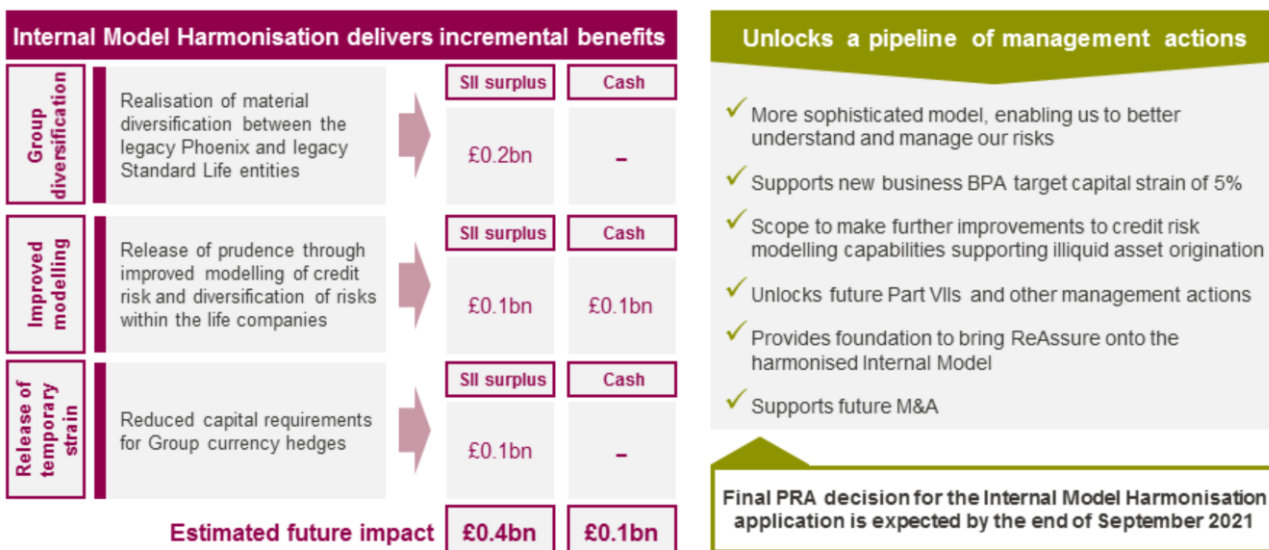 Internal Model Harmonisation delivers incremental benefits
Group
diversification
Realisation of material
diversification between the
legacy Phoenix and legacy
Standard Life entities
SII surplus
Cash
£0.2bn
–
Improved
modelling
Release of prudence through
improved modelling of credit
risk and diversification of risks
within the life companies
SII surplus
Cash
£0.1bn
£0.1bn
Release of
temporary
strain
Reduced capital requirements
for Group currency hedges
SII surplus
Cash
£0.1bn
–
Estimated future impact
£0.4bn
£0.1bn
Unlocks a pipeline of management actions
✓ More sophisticated model, enabling us to better
understand and manage our risks
✓ Supports new business BPA target capital strain of 5%
✓ Scope to make further improvements to credit risk
modelling capabilities supporting illiquid asset origination
✓ Unlocks future Part VIIs and other management actions
✓ Provides foundation to bring ReAssure onto the
harmonised Internal Model
✓ Supports future M&A
Final PRA decision for the Internal Model Harmonisation
application is expected by the end of September 2021